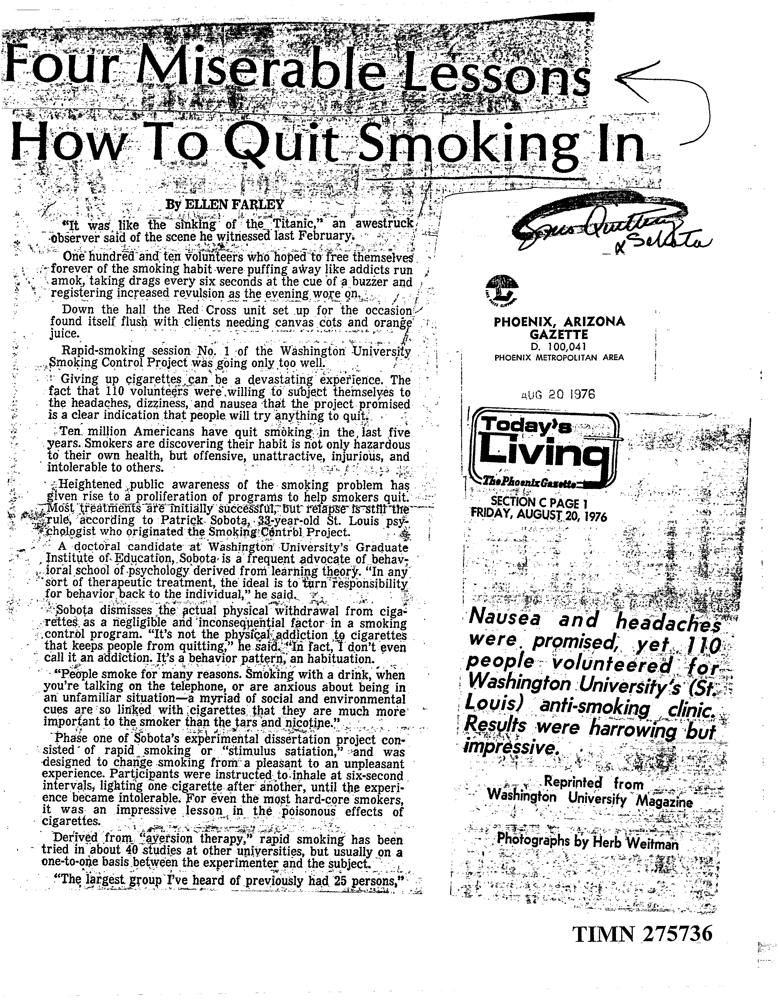 Four Miserable Lessons
How To Quit Smoking In
By ELLEN FARLEY
"It was like the sinking of the Titanic," an awestruck
observer said of the scene he witnessed last February.
One hundred and ten volunteers who hoped to free themselves
forever of the smoking habit were puffing away like addicts run
amok, taking drags every six seconds at the cue of a buzzer and
registering increased revulsion as the evening wore on.
Down the hall the Red Cross unit set up for the occasion
found itself flush with clients needing canvas cots and orange
juice.
Rapid-smoking session No. 1 of the Washington University
Smoking Control Project was going only too well.
Giving up cigarettes can be a devastating experience. The
fact that 110 volunteers were willing to subject themselves to
the headaches, dizziness, and nausea that the project promised
is a clear indication that people will try anything to quit.
Ten million Americans have quit smoking in the last five
years. Smokers are discovering their habit is not only hazardous
to their own health, but offensive, unattractive, injurious, and
intolerable to others.
Heightened public awareness of the smoking problem has
given rise to a proliferation of programs to help smokers quit.
Most treatments are initially successful, but relapse is still the
rule, according to Patrick Sobota, 33-year-old St. Louis psy-
chologist who originated the Smoking Control Project.
A doctoral candidate at Washington University's Graduate
Institute of Education, Sobota is a frequent advocate of behav-
ioral school of psychology derived from learning theory. "In any
sort of therapeutic treatment, the ideal is to turn responsibility
for behavior back to the individual," he said.
Sobota dismisses the actual physical withdrawal from ciga-
rettes as a negligible and inconsequential factor in a smoking
control program. "It's not the physical addiction to cigarettes
that keeps people from quitting," he said. "In fact, I don't even
call it an addiction. It's a behavior pattern, an habituation.
"People smoke for many reasons. Smoking with a drink, when
you're talking on the telephone, or are anxious about being in
an unfamiliar situation—a myriad of social and environmental
cues are so linked with cigarettes that they are much more
important to the smoker than the tars and nicotine."
Phase one of Sobota's experimental dissertation project con-
sisted of rapid smoking or "stimulus satiation," and was
designed to change smoking from a pleasant to an unpleasant
experience. Participants were instructed to inhale at six-second
intervals, lighting one cigarette after another, until the experi-
ence became intolerable. For even the most hard-core smokers,
it was an impressive lesson in the poisonous effects of
cigarettes.
Derived from "aversion therapy," rapid smoking has been
tried in about 40 studies at other universities, but usually on a
one-to-one basis between the experimenter and the subject.
"The largest group I've heard of previously had 25 persons,"
Quitting
Sobota
PHOENIX, ARIZONA
GAZETTE
D. 100,041
PHOENIX METROPOLITAN AREA
AUG 20 1976
Today's
Living
The Phoenix Gazette
SECTION C PAGE 1
FRIDAY, AUGUST 20, 1976
Nausea and headaches
were promised, yet 110
people volunteered for
Washington University's (St.
Louis) anti-smoking clinic.
Results were harrowing but
impressive.
Reprinted from
Washington University Magazine
Photographs by Herb Weitman
TIMN 275736